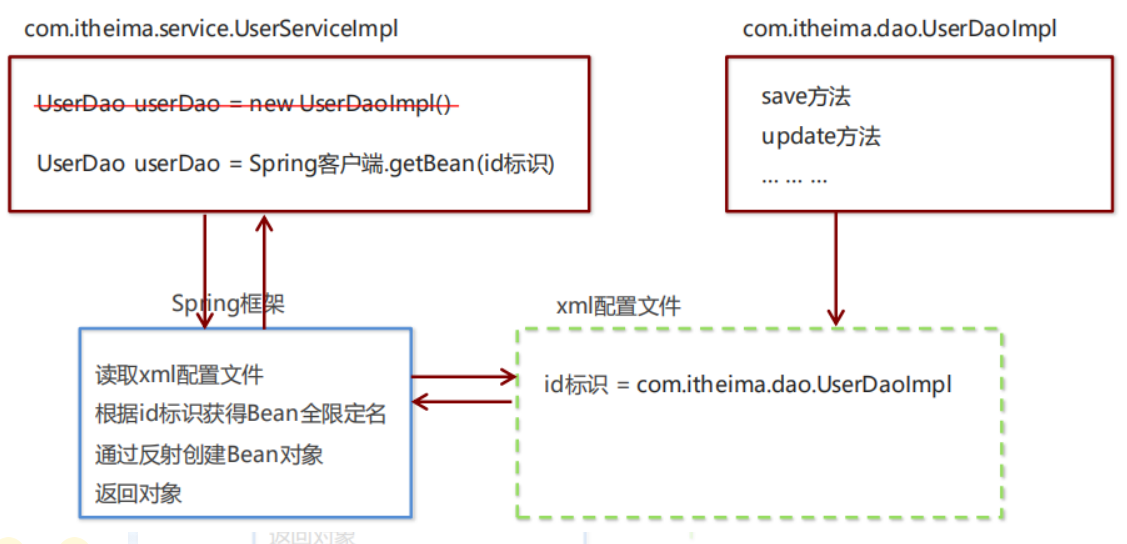 com.itheima.service.UserServiceImpl
com.itheima.dao.UserDaoImpl
UserDao userDao = new UserDaoImpl()
UserDao userDao = Spring客户端.getBean(id标识)
save方法
update方法
... ... ...
Spring框架
xml配置文件
读取xml配置文件
根据id标识获得Bean全限定名
通过反射创建Bean对象
返回对象
id标识 = com.itheima.dao.UserDaoImpl
返回对象